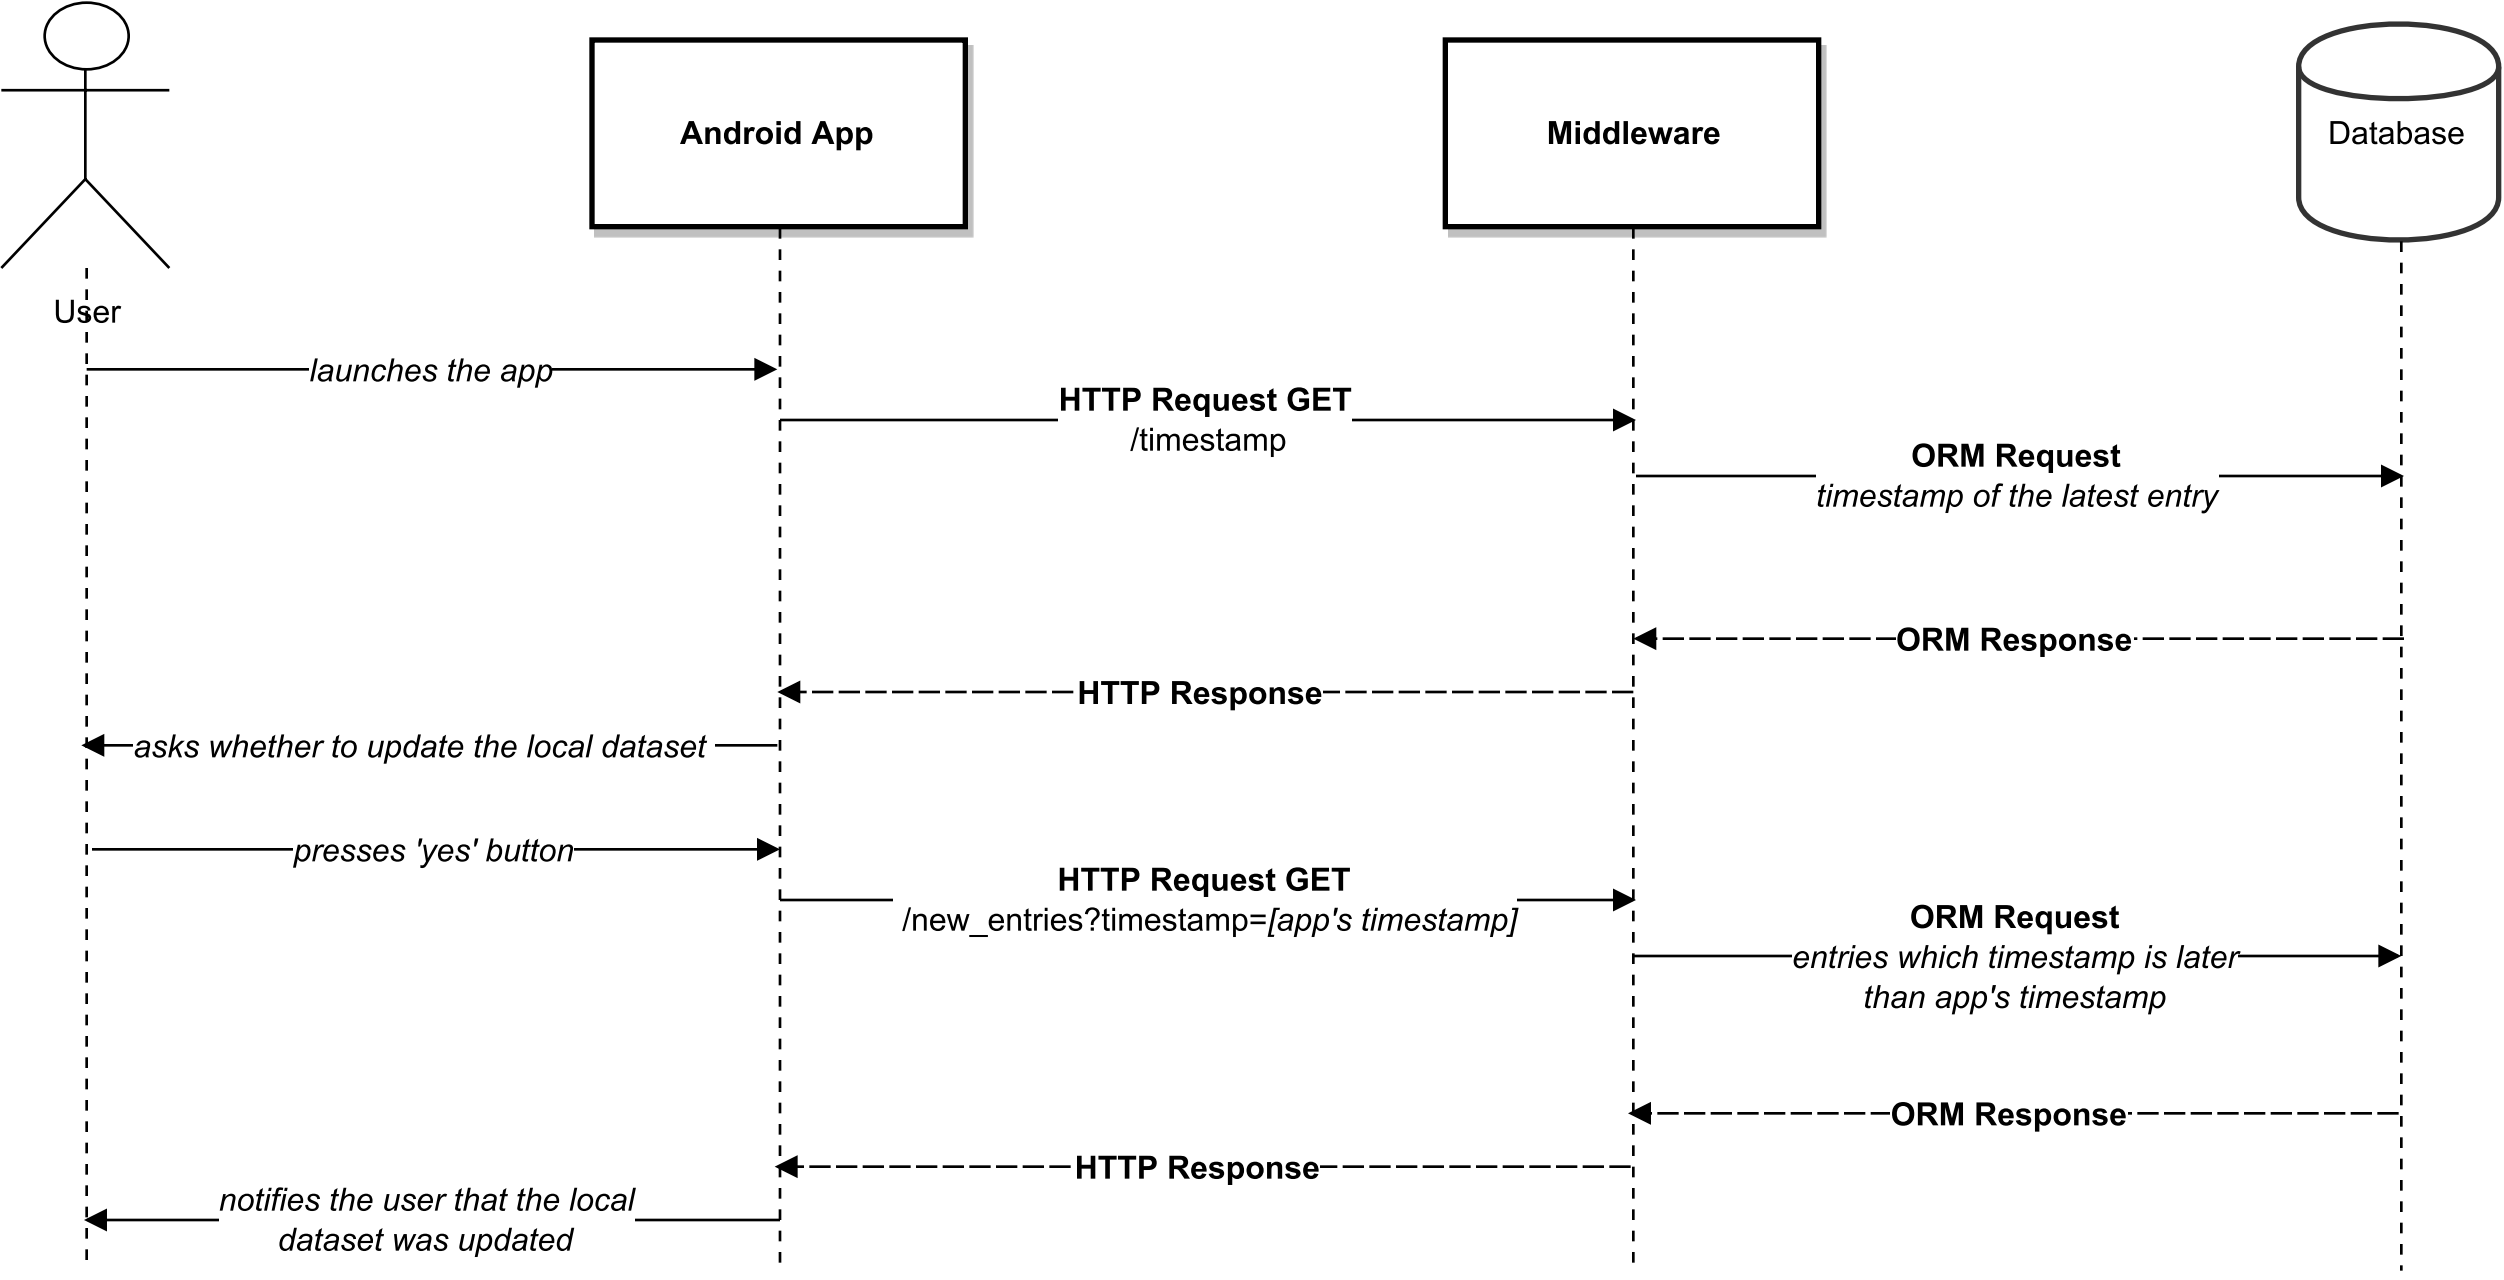 Android App
Middleware
Database
User
launches the app
HTTP Request GET
/timestamp
ORM Request
timestamp of the latest entry
ORM Response
HTTP Response
asks whether to update the local dataset
presses 'yes' button
HTTP Request GET
/new_entries?timestamp=[app's timestamp]
ORM Request
entries which timestamp is later
than app's timestamp
ORM Response
HTTP Response
notifies the user that the local
dataset was updated